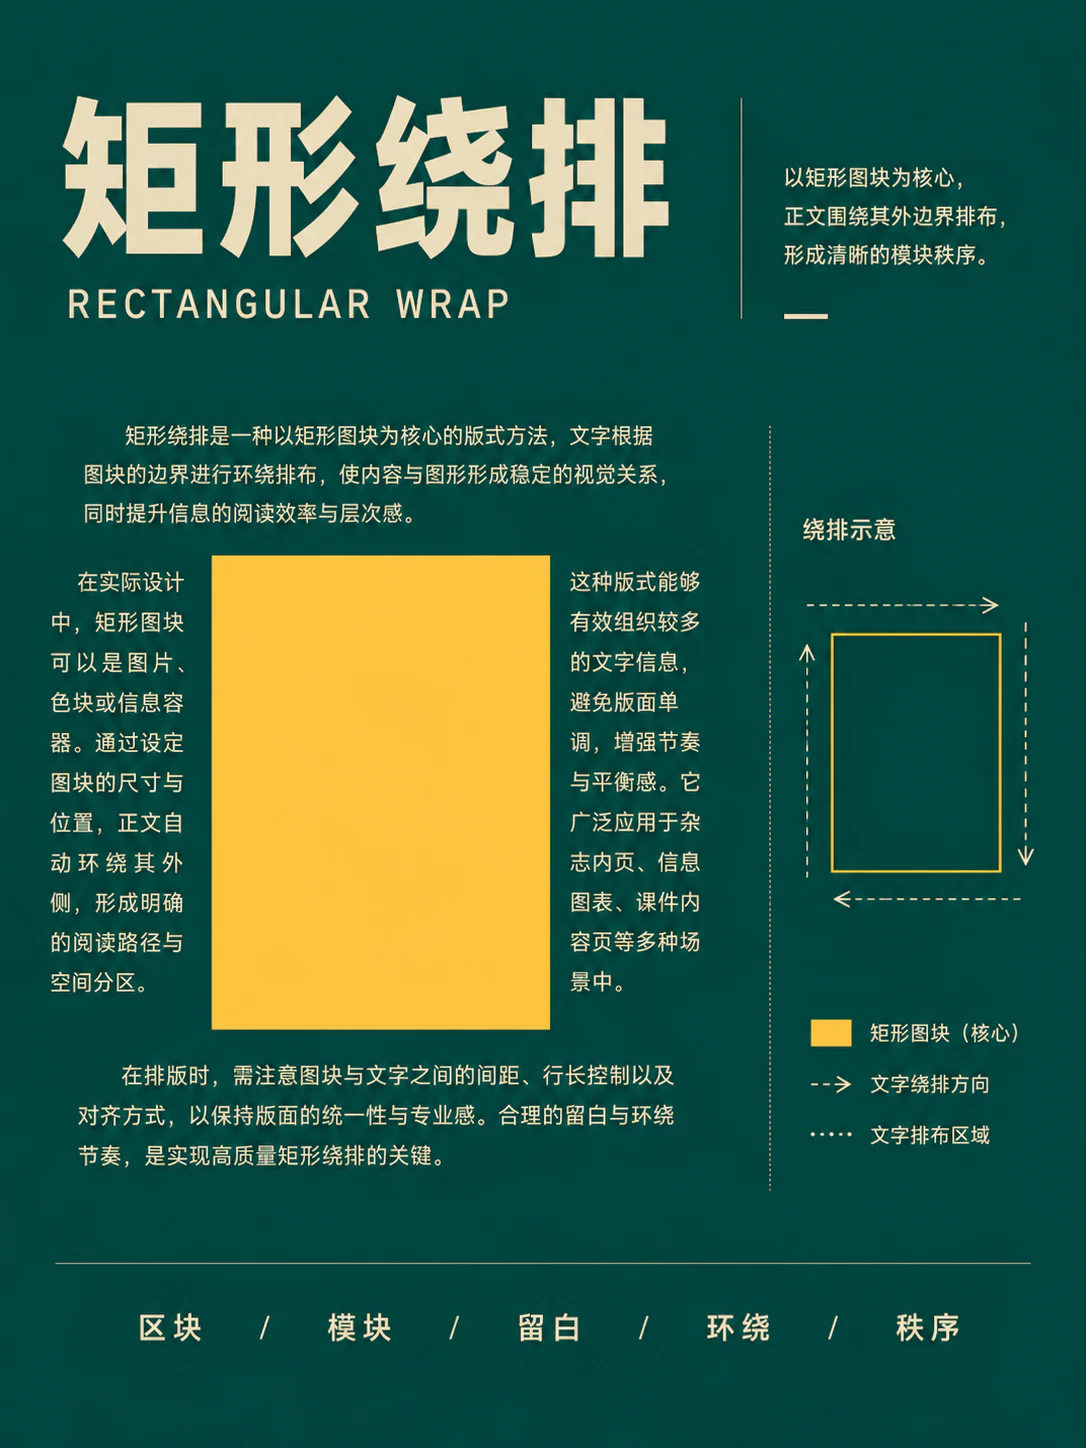 矩形绕排
RECTANGULAR WRAP
以矩形图块为核心，
正文围绕其外边界排布，
形成清晰的模块秩序。
矩形绕排是一种以矩形图块为核心的版式方法，文字根据
图块的边界进行环绕排布，使内容与图形形成稳定的视觉关系，
同时提升信息的阅读效率与层次感。
在实际设计
中，矩形图块
可以是图片、
色块或信息容
器。通过设定
图块的尺寸与
位置，正文自
动环绕其外
侧，形成明确
的阅读路径与
空间分区。
这种版式能够
有效组织较多
的文字信息，
避免版面单
调，增强节奏
与平衡感。它
广泛应用于杂
志内页、信息
图表、课件内
容页等多种场
景中。
在排版时，需注意图块与文字之间的间距、行长控制以及
对齐方式，以保持版面的统一性与专业感。合理的留白与环绕
节奏，是实现高质量矩形绕排的关键。
绕排示意
矩形图块（核心）
文字绕排方向
文字排布区域
区块 / 模块 / 留白 / 环绕 / 秩序